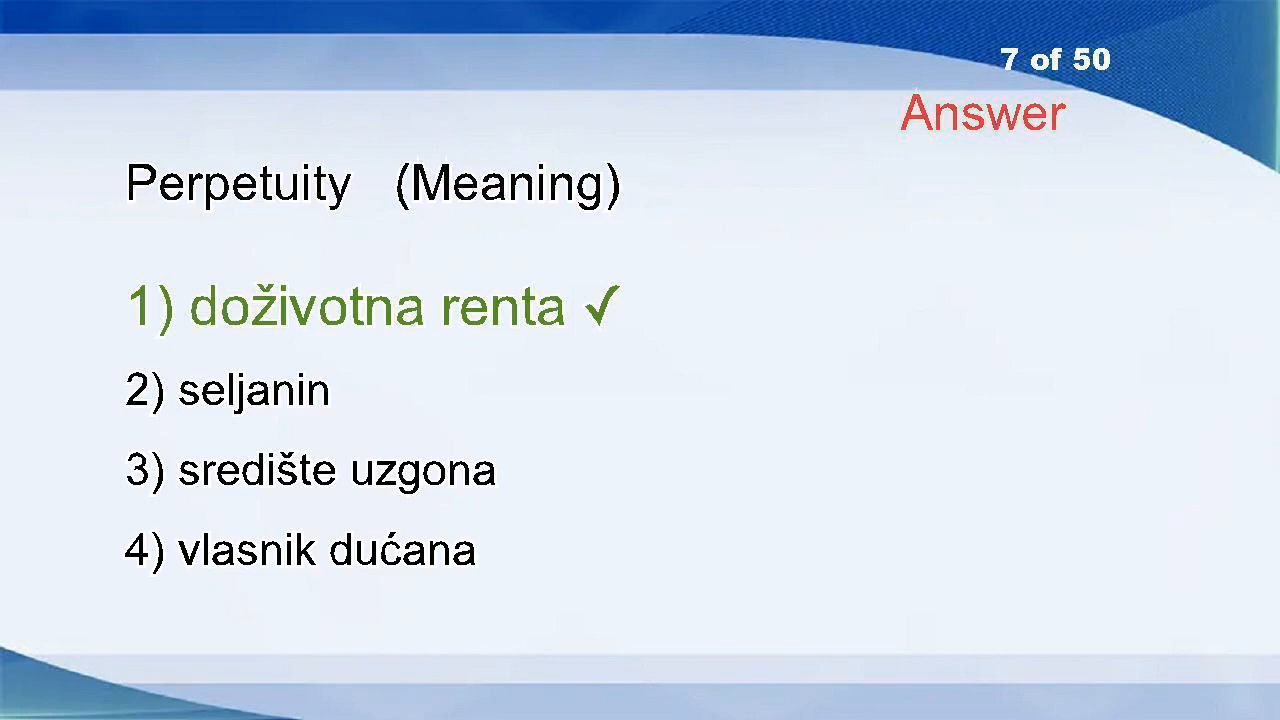 7 of 50
Answer
Perpetuity (Meaning)
1) doživotna renta ✓
2) seljanin
3) središte uzgona
4) vlasnik dućana